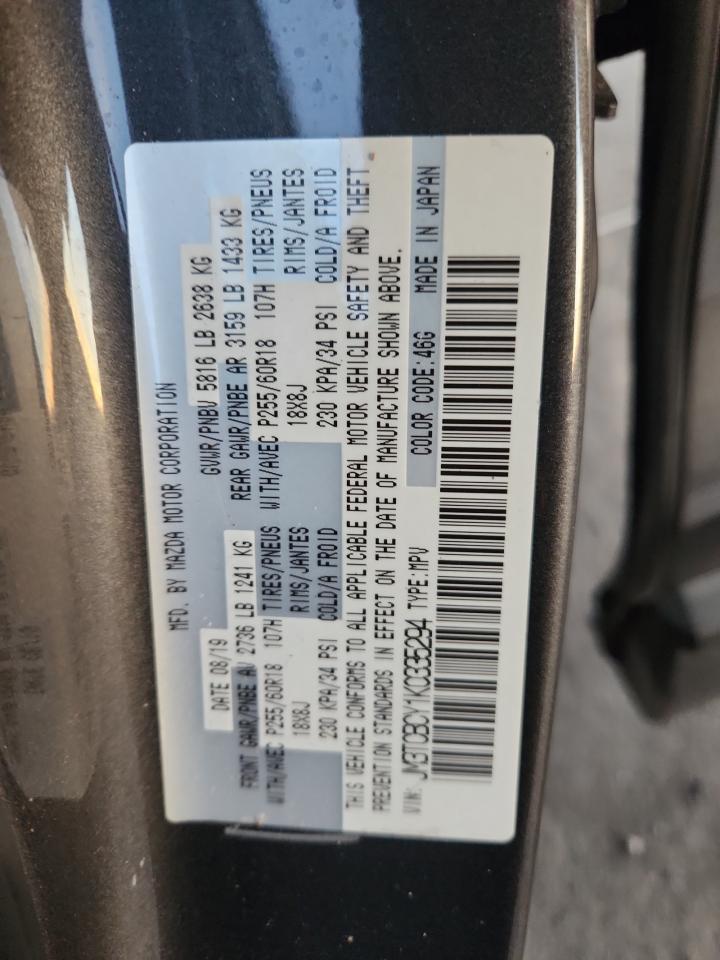 MFD. BY MAZDA MOTOR CORPORATION
DATE 08/19 GVWR/PNBV 5816 LB 2638 KG
FRONT GAWR/PNBE AV 2736 LB 1241 KG REAR GAWR/PNBE AR 3159 LB 1433 KG
WITH/AVEC P255/60R18 107H TIRES/PNEUS WITH/AVEC P255/60R18 107H TIRES/PNEUS
18X8J RIMS/JANTES 18X8J RIMS/JANTES
230 KPA/34 PSI COLD/A FROID 230 KPA/34 PSI COLD/A FROID
THIS VEHICLE CONFORMS TO ALL APPLICABLE FEDERAL MOTOR VEHICLE SAFETY AND THEFT
PREVENTION STANDARDS IN EFFECT ON THE DATE OF MANUFACTURE SHOWN ABOVE.
VIN: JM3TCBCY1K0335294 TYPE:MPV COLOR CODE:46G MADE IN JAPAN